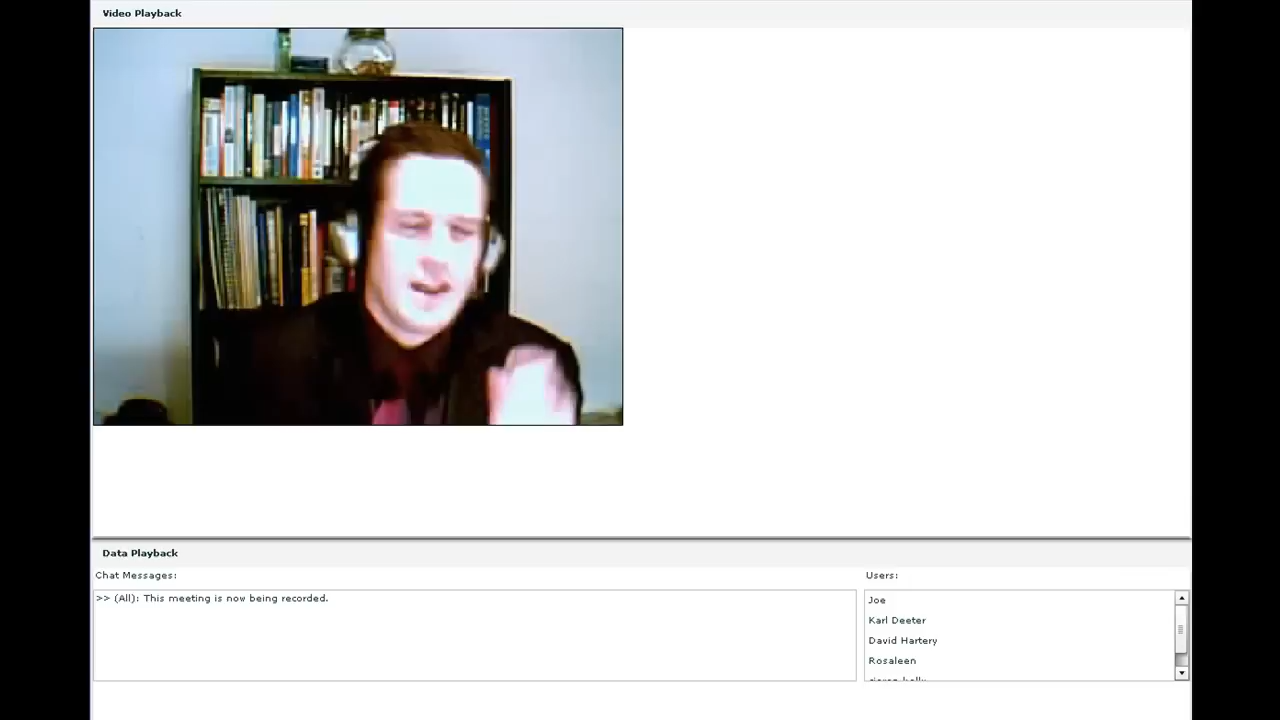 Video Playback
Data Playback
Chat Messages:
Users:
>> (All): This meeting is now being recorded.
Joe
Karl Deeter
David Hartery
Rosaleen